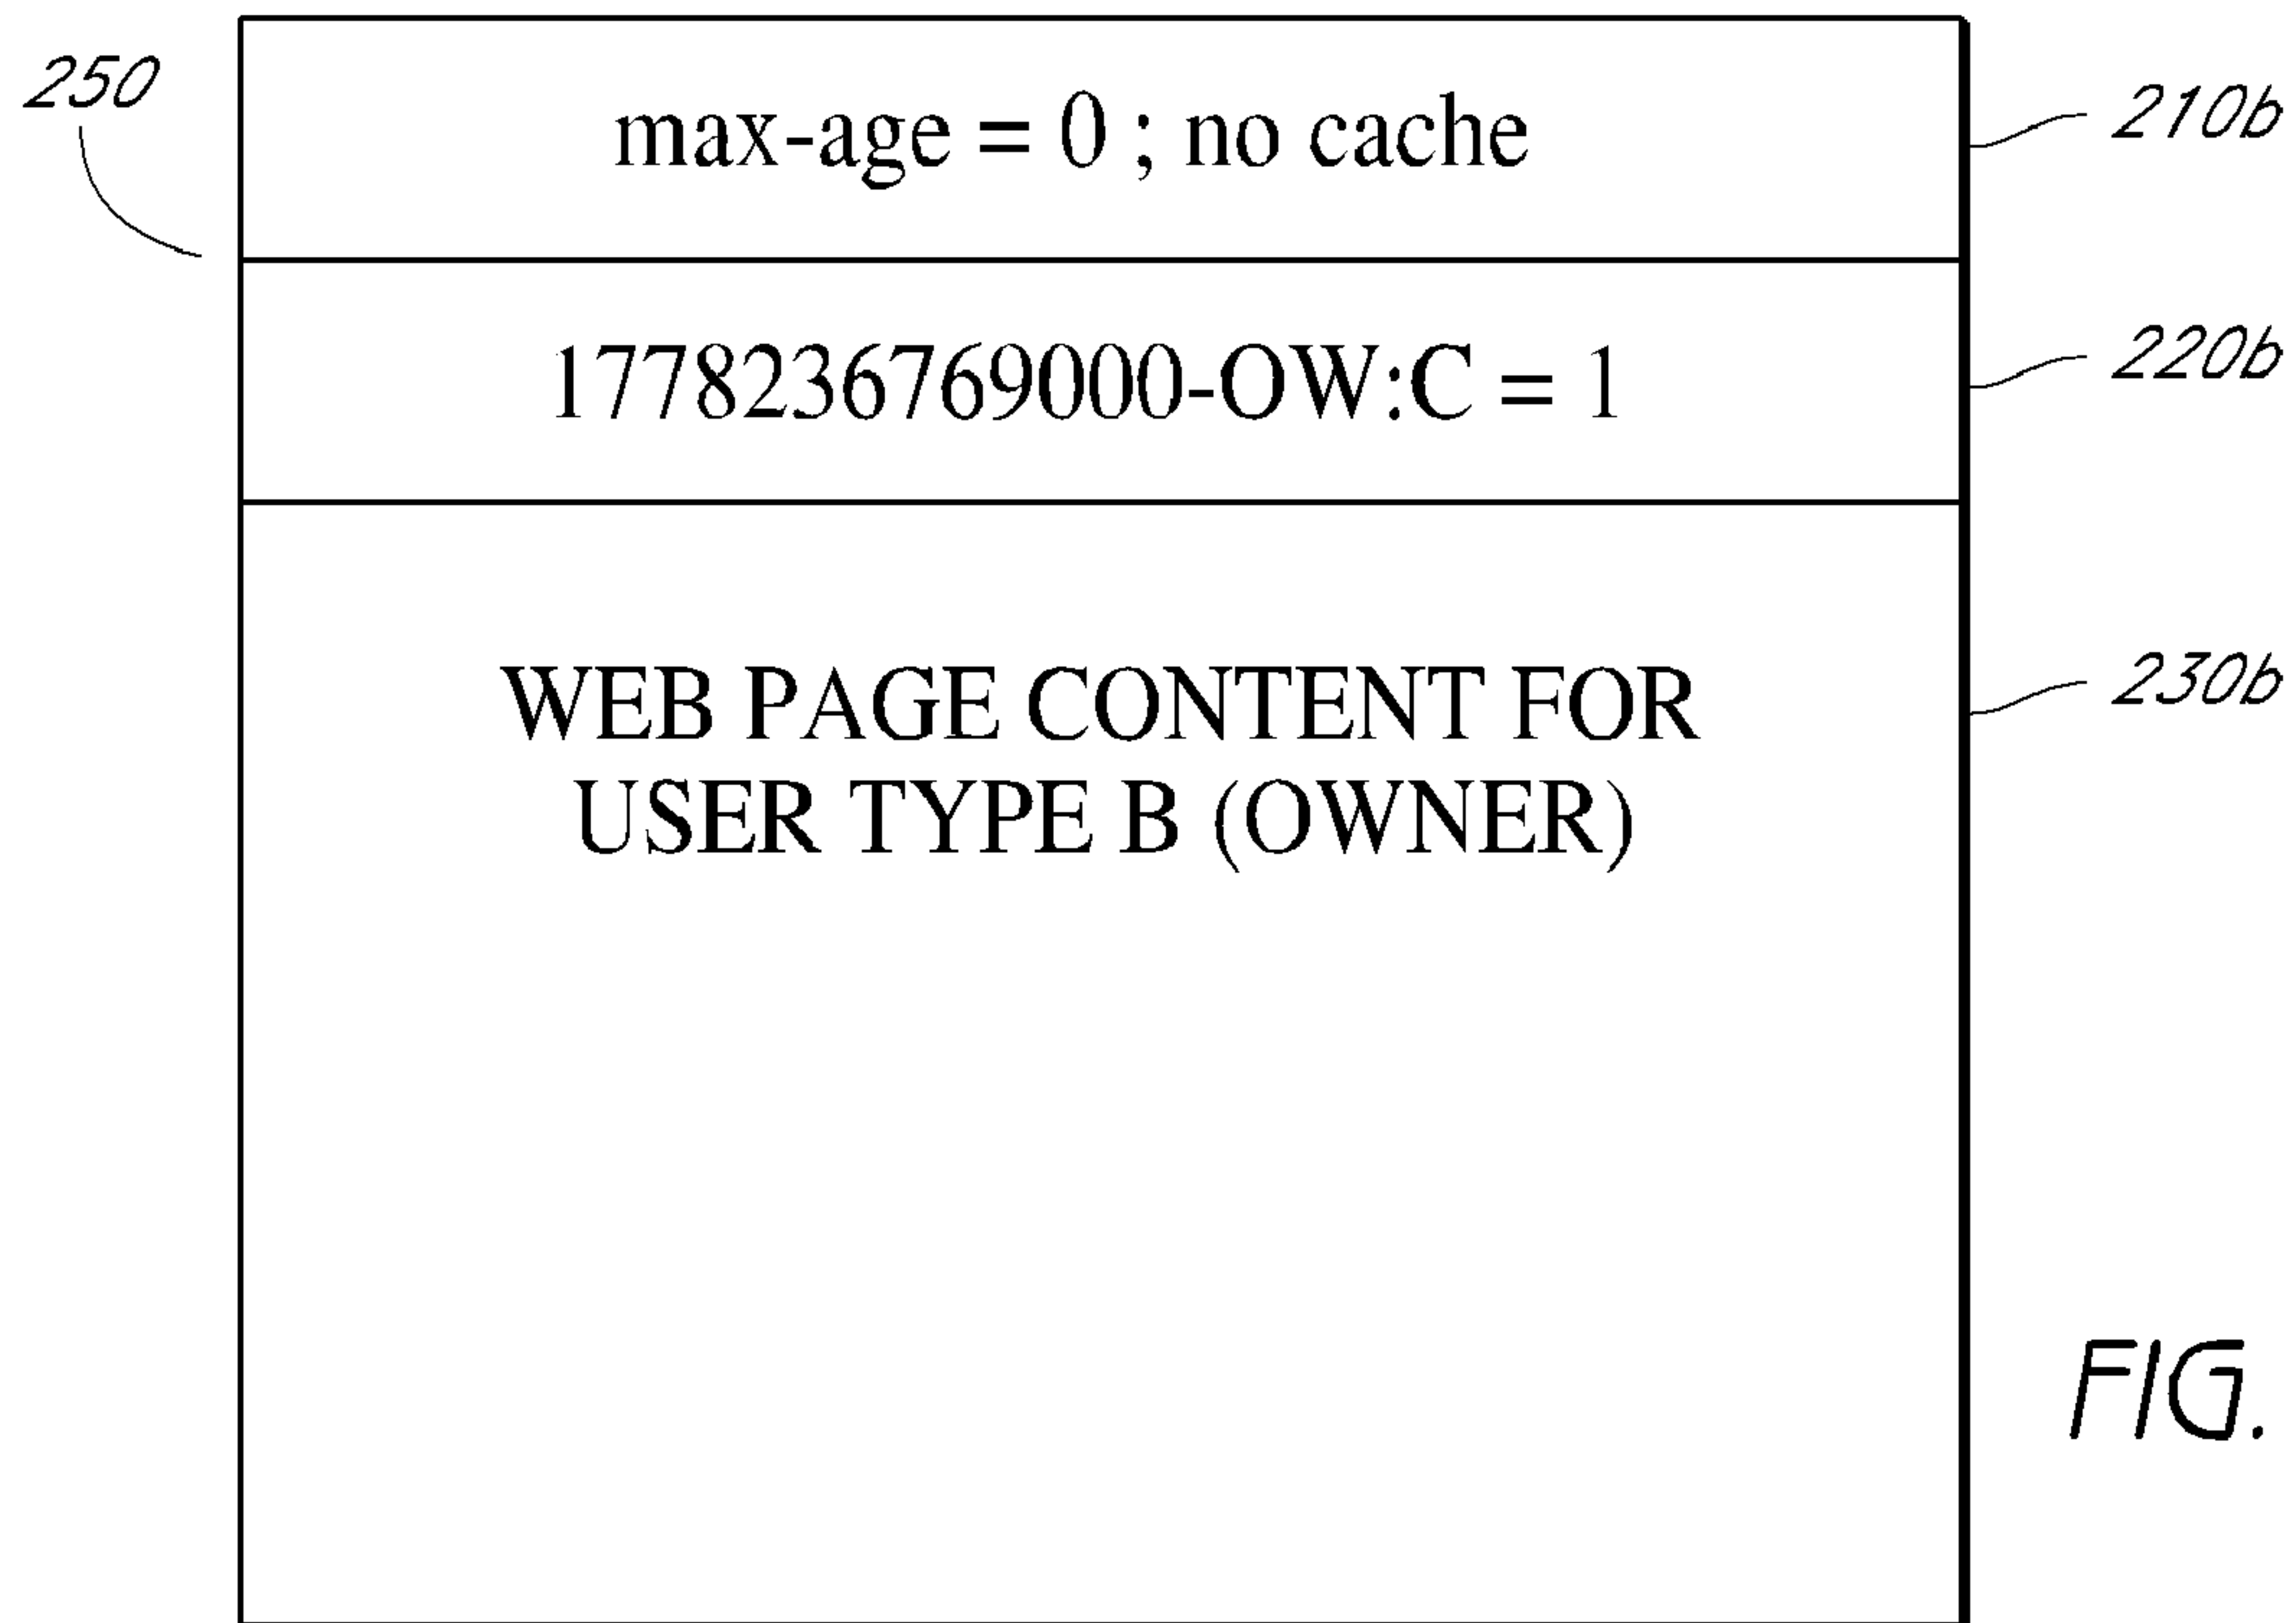 250
max-age = 0 ; no cache
210b
1778236769000-OW:C = 1
220b
WEB PAGE CONTENT FOR
USER TYPE B (OWNER)
230b
FIG.